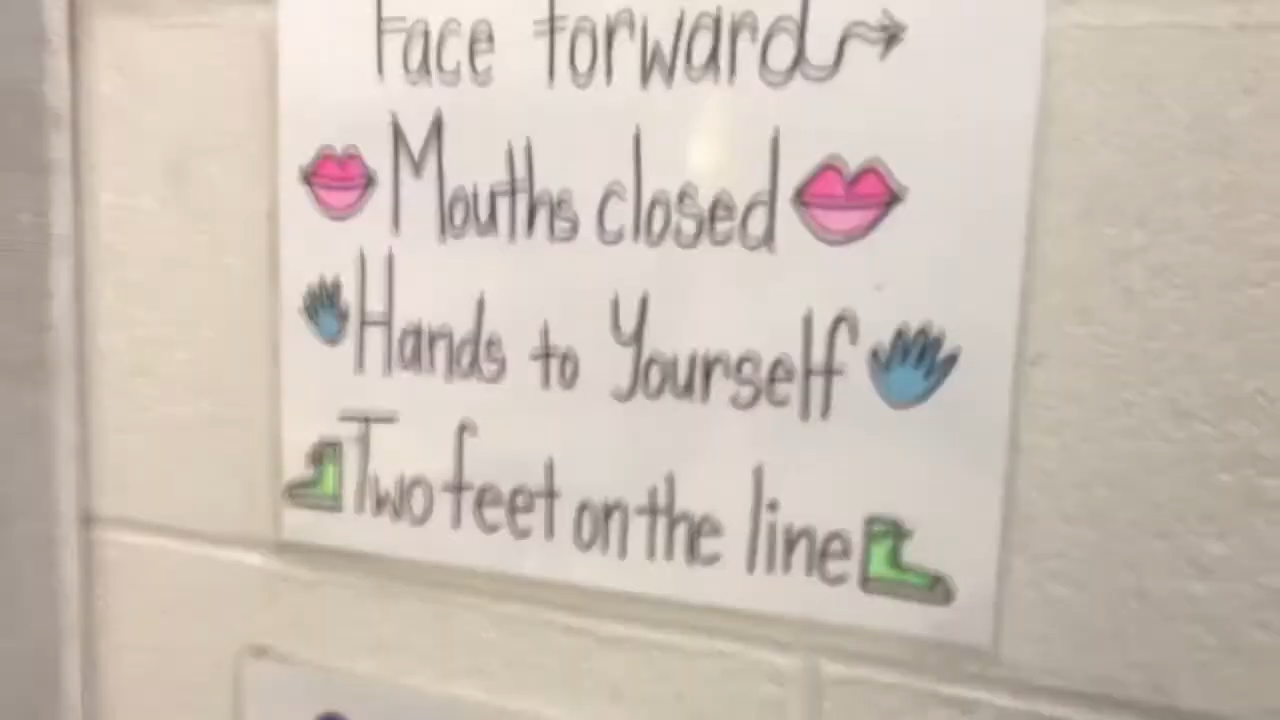 Face forward
Mouths closed
Hands to Yourself
Two feet on the line